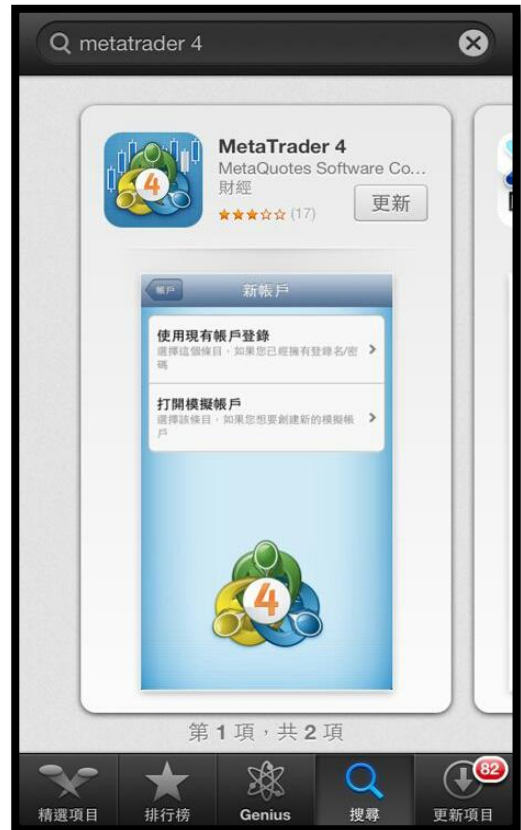 metatrader 4
MetaTrader 4
MetaQuotes Software Co...
財經
(17)
更新
4
帳戶
新帳戶
使用現有帳戶登錄
選擇這個條目，如果您已經擁有登錄名/密
碼
打開模擬帳戶
選擇該條目，如果您想要創建新的模擬帳
戶
4
第 1 項，共 2 項
82
精選項目
排行榜
Genius
搜尋
更新項目